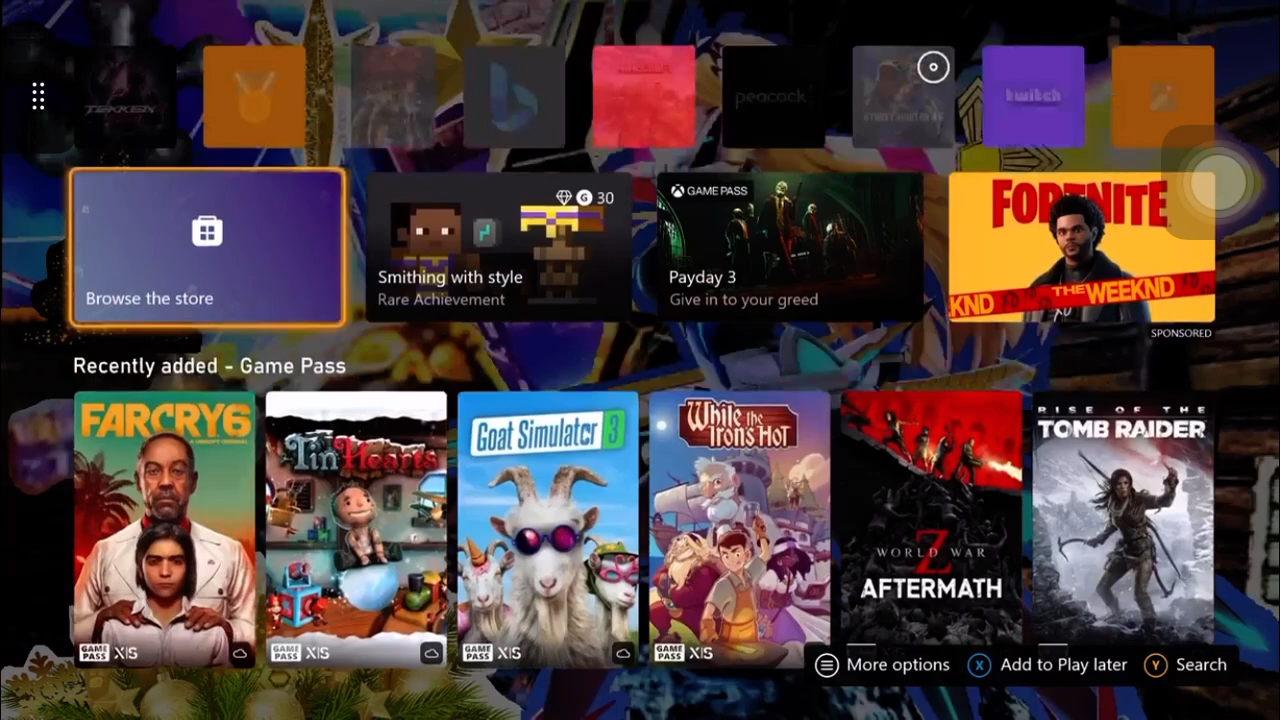 TEKKEN
peacock
twitch
Browse the store
G 30
Smithing with style
Rare Achievement
GAME PASS
Payday 3
Give in to your greed
FORTNITE
KND
THE WEEKND
SPONSORED
Recently added - Game Pass
FARCRY6
GAME PASS X|S
Tin Hearts
GAME PASS X|S
Goat Simulator 3
GAME PASS X|S
While the Iron's Hot
GAME PASS X|S
WORLD WAR Z
AFTERMATH
RISE OF THE
TOMB RAIDER
More options
X Add to Play later
Y Search